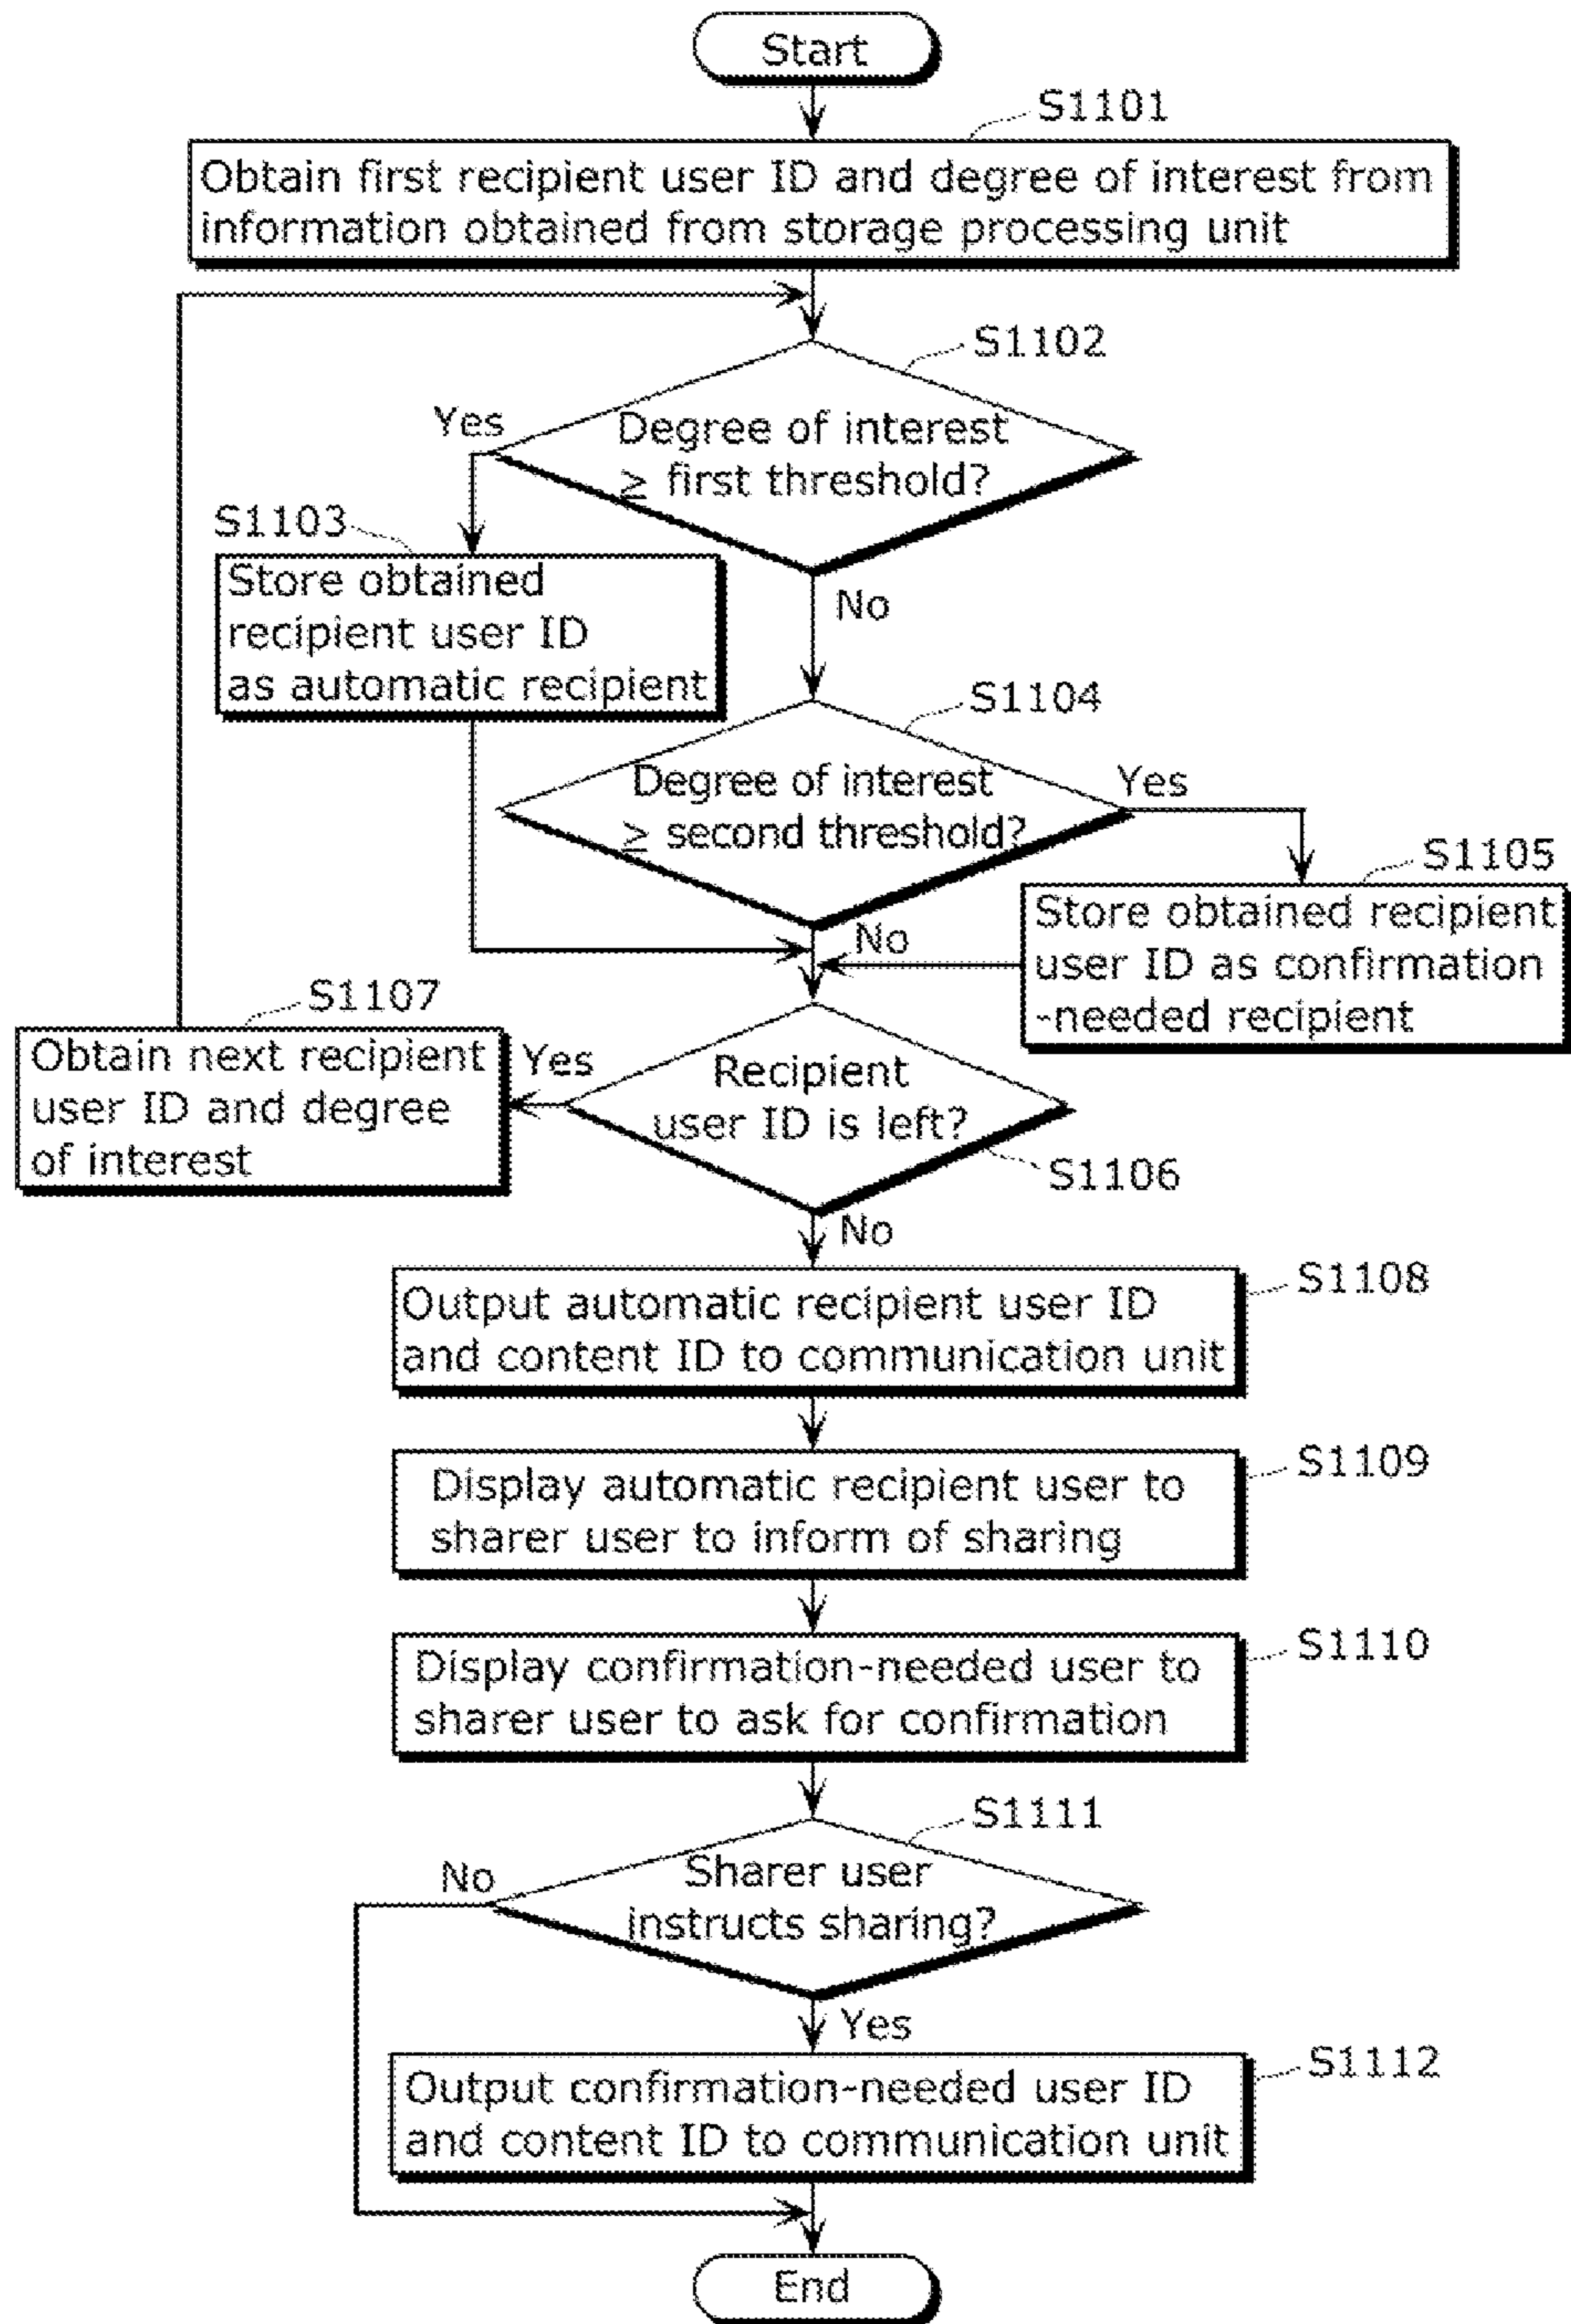 Start
S1101
Obtain first recipient user ID and degree of interest from
information obtained from storage processing unit
S1102
Yes
Degree of interest
≥ first threshold?
S1103
Store obtained
recipient user ID
as automatic recipient
No
S1104
Degree of interest
≥ second threshold?
Yes
S1105
Store obtained recipient
user ID as confirmation
-needed recipient
No
S1107
Obtain next recipient
user ID and degree
of interest
Yes
Recipient
user ID is left?
S1106
No
S1108
Output automatic recipient user ID
and content ID to communication unit
S1109
Display automatic recipient user to
sharer user to inform of sharing
S1110
Display confirmation-needed user to
sharer user to ask for confirmation
S1111
No
Sharer user
instructs sharing?
Yes
S1112
Output confirmation-needed user ID
and content ID to communication unit
End